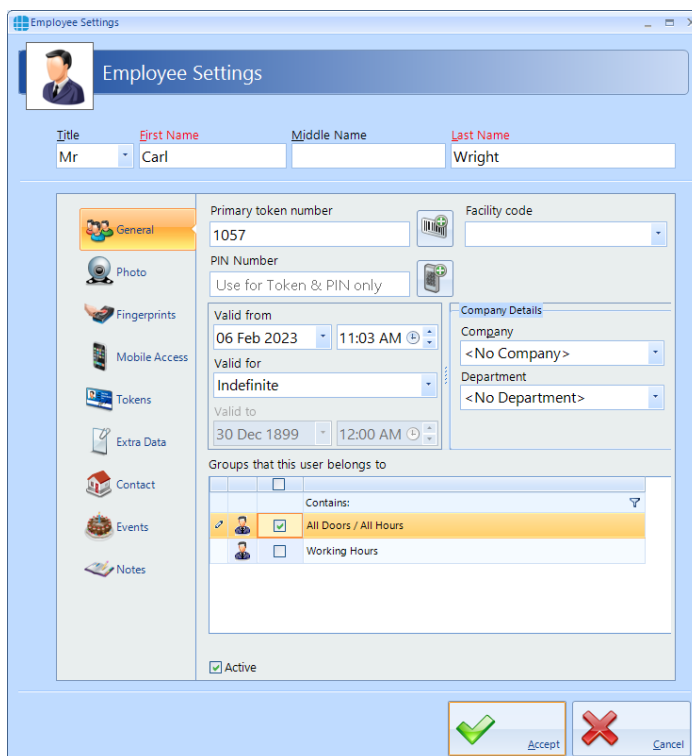 Employee Settings
Employee Settings
Title First Name Middle Name Last Name
Mr Carl Wright
General
Photo
Fingerprints
Mobile Access
Tokens
Extra Data
Contact
Events
Notes
Primary token number Facility code
1057
PIN Number
Use for Token & PIN only
Valid from
06 Feb 2023 11:03 AM
Valid for
Indefinite
Valid to
30 Dec 1899 12:00 AM
Company Details
Company
<No Company>
Department
<No Department>
Groups that this user belongs to
Contains:
All Doors / All Hours
Working Hours
Active
Accept Cancel